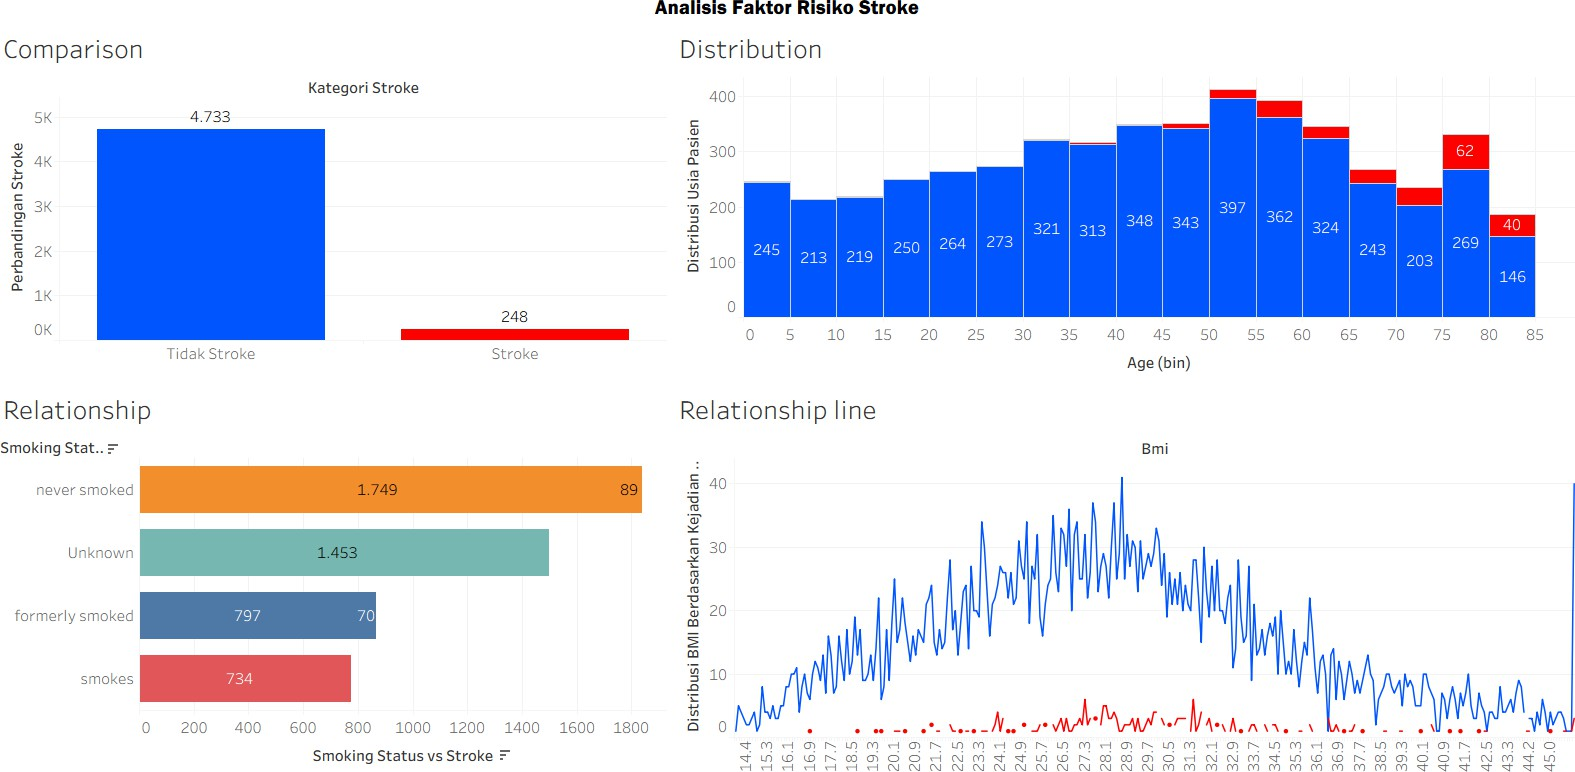 Analisis Faktor Risiko Stroke
Comparison
Kategori Stroke
Perbandingan Stroke
5K
4K
3K
2K
1K
0K
4.733
248
Tidak Stroke
Stroke
Distribution
Distribusi Usia Pasien
400
300
200
100
0
245
213
219
250
264
273
321
313
348
343
397
362
324
243
203
62
269
40
146
0 5 10 15 20 25 30 35 40 45 50 55 60 65 70 75 80 85
Age (bin)
Relationship
Smoking Stat..
never smoked
1.749
89
Unknown
1.453
formerly smoked
797
70
smokes
734
0 200 400 600 800 1000 1200 1400 1600 1800
Smoking Status vs Stroke
Relationship line
Bmi
Distribusi BMI Berdasarkan Kejadian ..
40
30
20
10
0
14.4 15.3 16.1 16.9 17.7 18.5 19.3 20.1 20.9 21.7 22.5 23.3 24.1 24.9 25.7 26.5 27.3 28.1 28.9 29.7 30.5 31.3 32.1 32.9 33.7 34.5 35.3 36.1 36.9 37.7 38.5 39.3 40.1 40.9 41.7 42.5 43.3 44.2 45.0